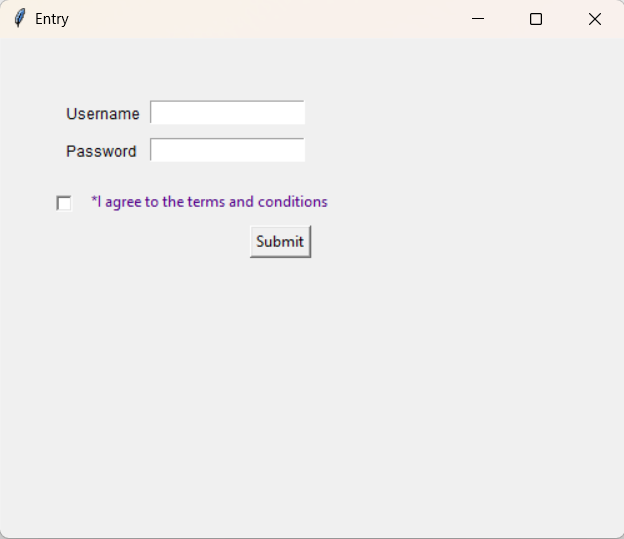 Entry
Username
Password
*I agree to the terms and conditions
Submit